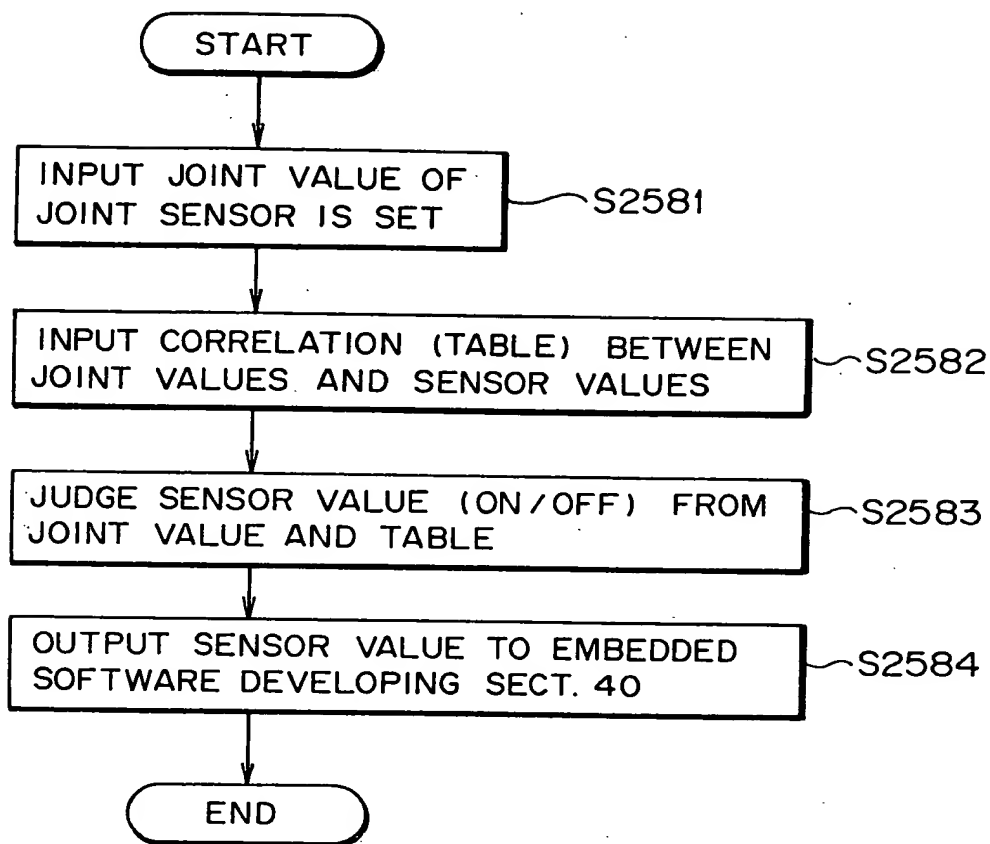 START
INPUT JOINT VALUE OF
JOINT SENSOR IS SET
S2581
INPUT CORRELATION (TABLE) BETWEEN
JOINT VALUES AND SENSOR VALUES
S2582
JUDGE SENSOR VALUE (ON/OFF) FROM
JOINT VALUE AND TABLE
S2583
OUTPUT SENSOR VALUE TO EMBEDDED
SOFTWARE DEVELOPING SECT. 40
S2584
END